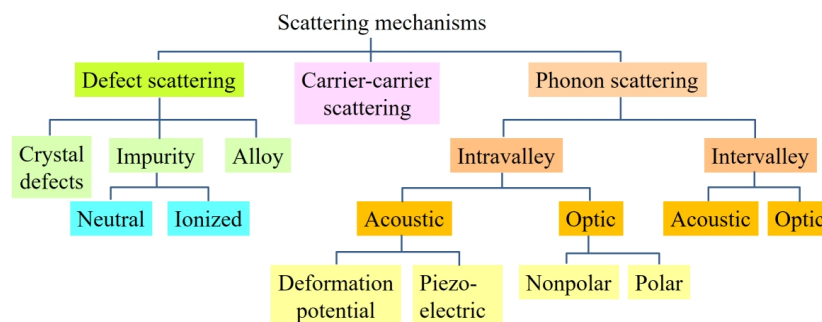 Scattering mechanisms
Defect scattering
Carrier-carrier
scattering
Phonon scattering
Crystal
defects
Impurity
Alloy
Intravalley
Intervalley
Neutral
Ionized
Acoustic
Optic
Acoustic
Optic
Deformation
potential
Piezo-
electric
Nonpolar
Polar